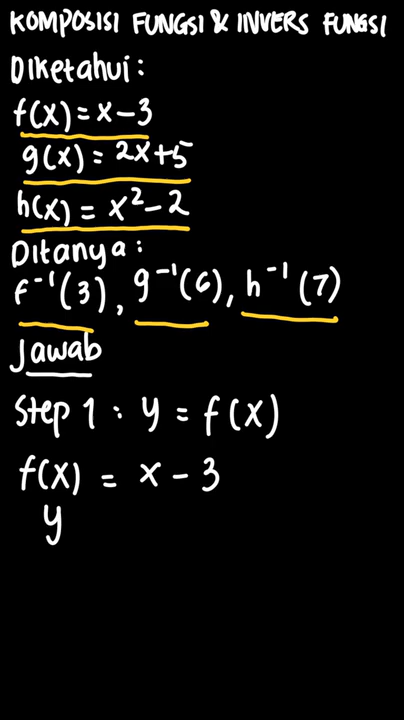 KOMPOSISI FUNGSI & INVERS FUNGSI
Diketahui:
f(x) = x - 3
g(x) = 2x + 5
h(x) = x² - 2
Ditanya:
f⁻¹(3), g⁻¹(6), h⁻¹(7)
Jawab
Step 1 : y = f(x)
f(x) = x - 3
y